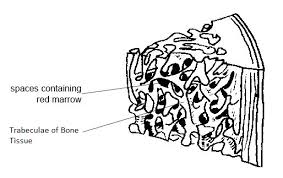 spaces containing
red marrow
Trabeculae of Bone
Tissue